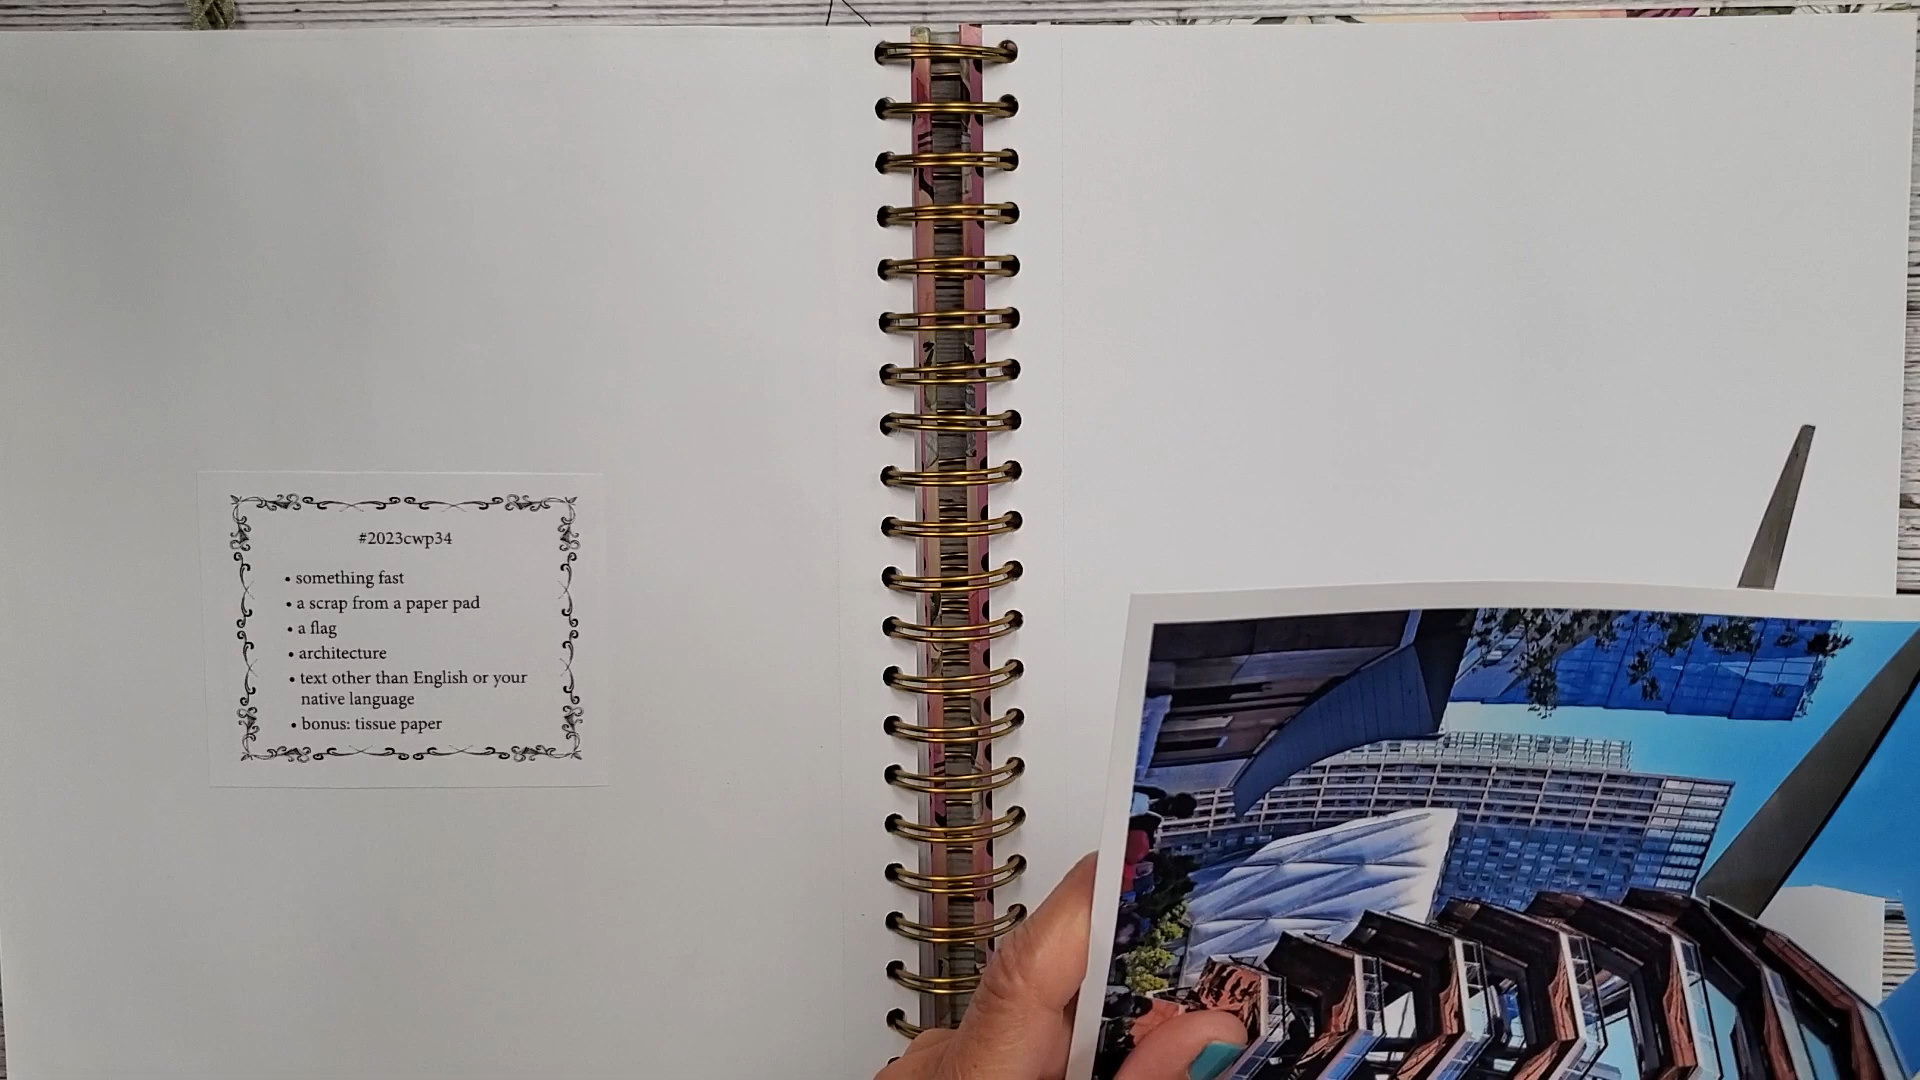 #2023cwp34
• something fast
• a scrap from a paper pad
• a flag
• architecture
• text other than English or your
native language
• bonus: tissue paper